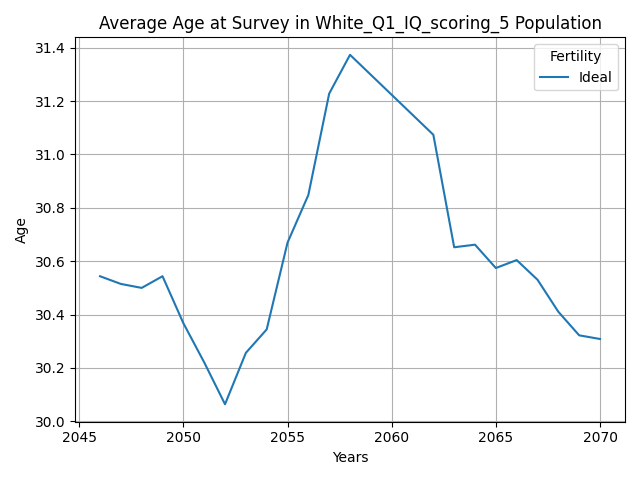 Average Age at Survey in White_Q1_IQ_scoring_5 Population
Fertility
Ideal
31.4
31.2
31.0
30.8
30.6
30.4
30.2
30.0
Age
2045 2050 2055 2060 2065 2070
Years